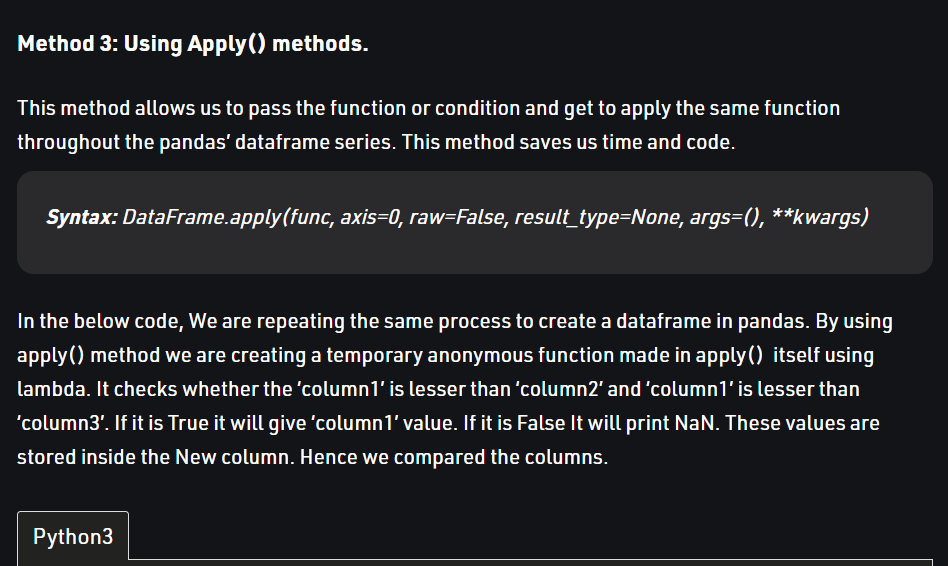 Method 3: Using Apply() methods.
This method allows us to pass the function or condition and get to apply the same function
throughout the pandas’ dataframe series. This method saves us time and code.
Syntax: DataFrame.apply(func, axis=0, raw=False, result_type=None, args=(), **kwargs)
In the below code, We are repeating the same process to create a dataframe in pandas. By using
apply() method we are creating a temporary anonymous function made in apply()  itself using
lambda. It checks whether the ‘column1’ is lesser than ‘column2’ and ‘column1’ is lesser than
‘column3’. If it is True it will give ‘column1’ value. If it is False It will print NaN. These values are
stored inside the New column. Hence we compared the columns.
Python3